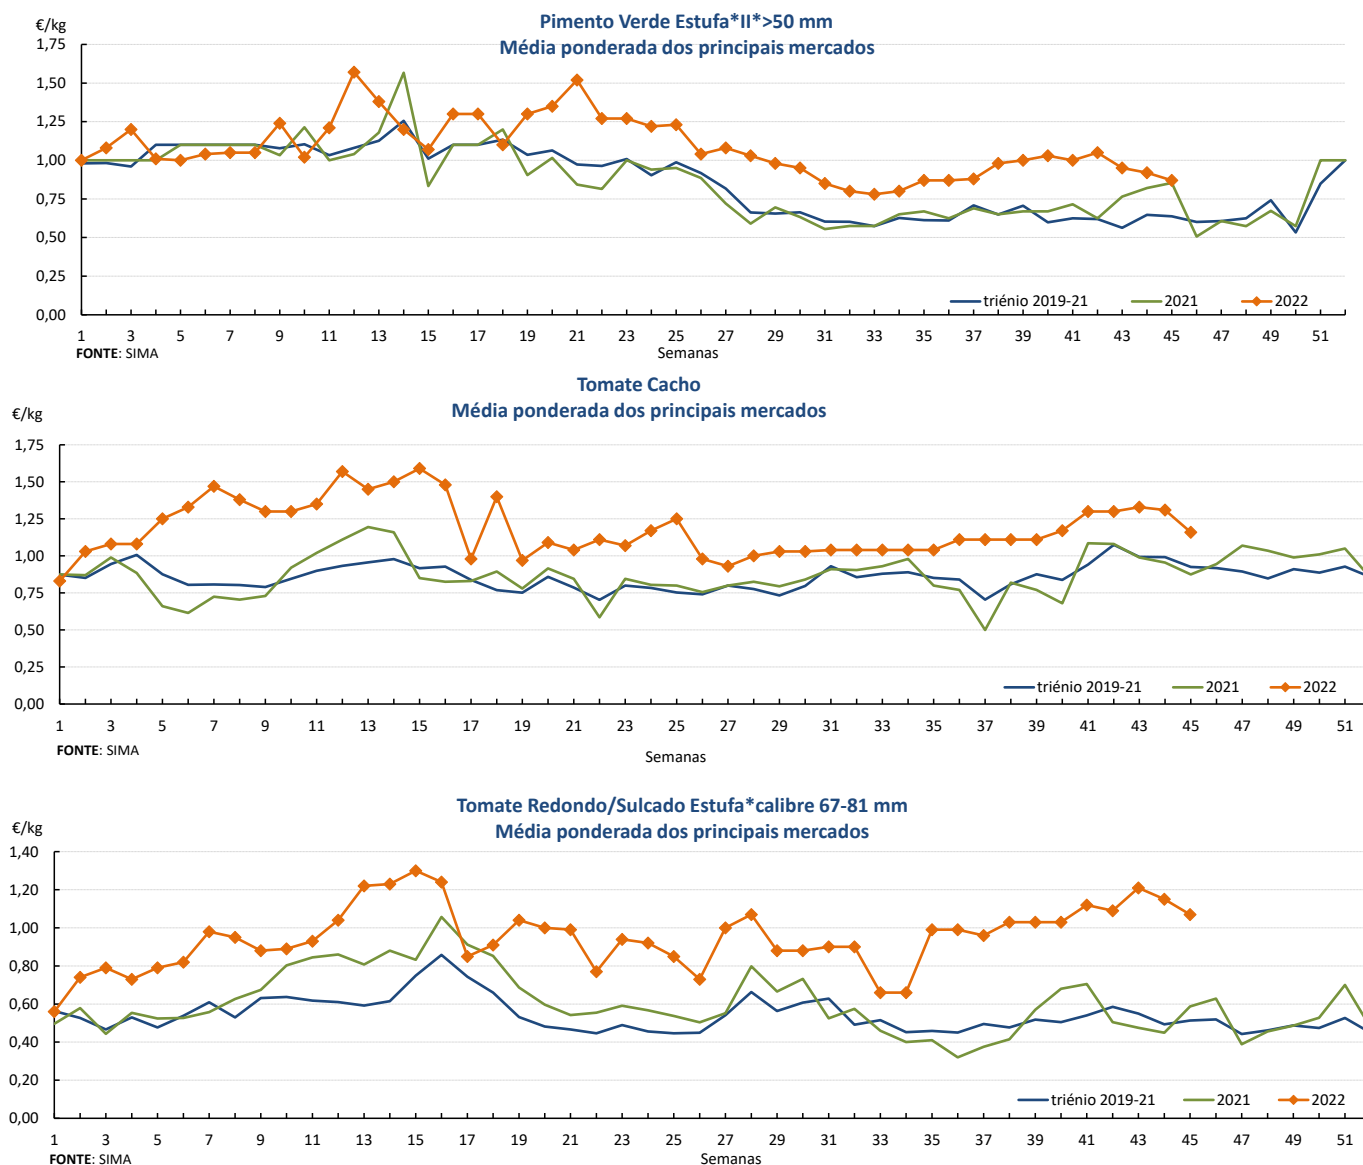 Pimento Verde Estufa*II*>50 mm
Média ponderada dos principais mercados
€/kg
1,75
1,50
1,25
1,00
0,75
0,50
0,25
0,00
triénio 2019-21 2021 2022
1 3 5 7 9 11 13 15 17 19 21 23 25 27 29 31 33 35 37 39 41 43 45 47 49 51
FONTE: SIMA
Semanas
Tomate Cacho
Média ponderada dos principais mercados
€/kg
1,75
1,50
1,25
1,00
0,75
0,50
0,25
0,00
triénio 2019-21 2021 2022
1 3 5 7 9 11 13 15 17 19 21 23 25 27 29 31 33 35 37 39 41 43 45 47 49 51
FONTE: SIMA
Semanas
Tomate Redondo/Sulcado Estufa*calibre 67-81 mm
Média ponderada dos principais mercados
€/kg
1,40
1,20
1,00
0,80
0,60
0,40
0,20
0,00
triénio 2019-21 2021 2022
1 3 5 7 9 11 13 15 17 19 21 23 25 27 29 31 33 35 37 39 41 43 45 47 49 51
FONTE: SIMA
Semanas